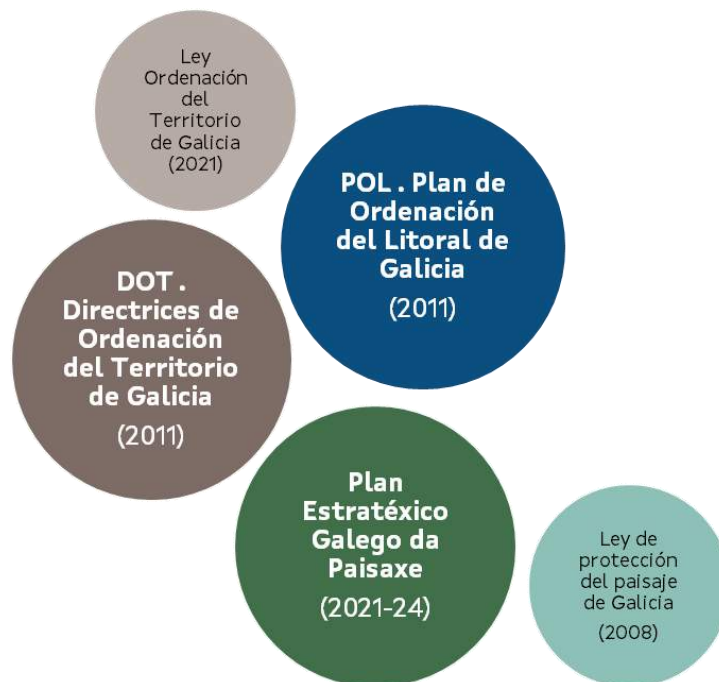 Ley
Ordenación
del
Territorio
de Galicia
(2021)
POL . Plan de
Ordenación
del Litoral de
Galicia
(2011)
DOT .
Directrices de
Ordenación
del Territorio
de Galicia
(2011)
Plan
Estratéxico
Galego da
Paisaxe
(2021-24)
Ley de
protección
del paisaje
de Galicia
(2008)